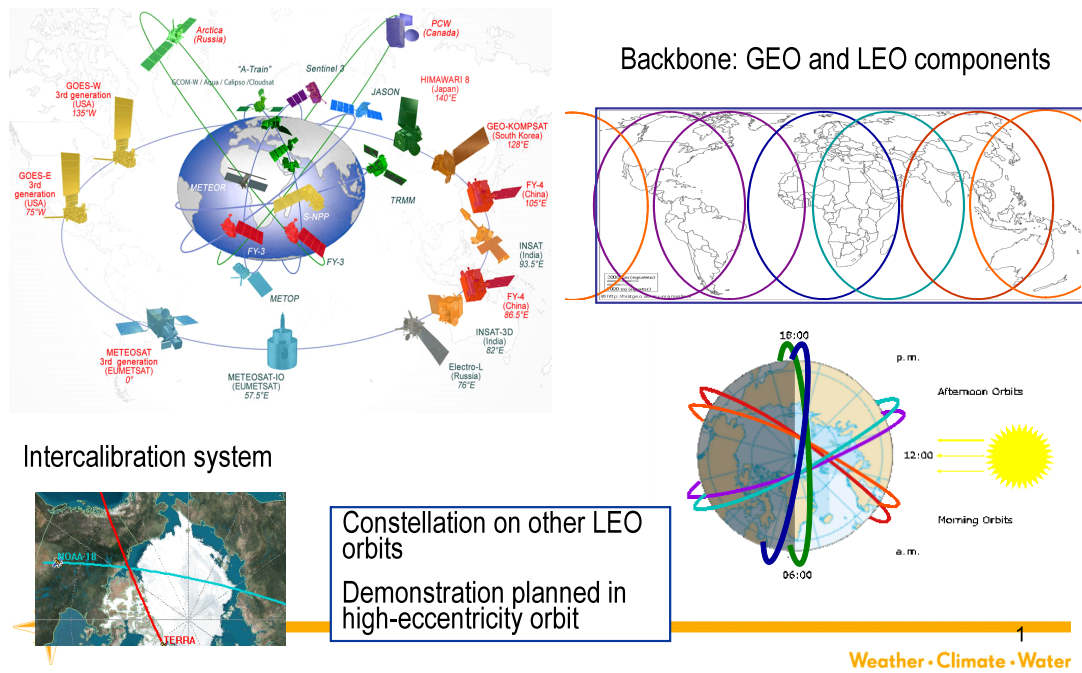 Arctica
(Russia)
PCW
(Canada)
"A-Train"
GCOM-W / Aqua / Calipso /Cloudsat
Sentinel 3
JASON
HIMAWARI 8
(Japan)
140°E
GOES-W
3rd generation
(USA)
135°W
GEO-KOMPSAT
(South Korea)
128°E
GOES-E
3rd
generation
(USA)
75°W
FY-4
(China)
105°E
METEOR
S-NPP
TRMM
FY-3
FY-3
INSAT
(India)
93.5°E
METOP
FY-4
(China)
86.5°E
INSAT-3D
(India)
82°E
Electro-L
(Russia)
76°E
METEOSAT
3rd generation
(EUMETSAT)
0°
METEOSAT-IO
(EUMETSAT)
57.5°E
Backbone: GEO and LEO components
18:00
p.m.
Afternoon Orbits
12:00
Morning Orbits
a.m.
06:00
Intercalibration system
NOAA-18
TERRA
Constellation on other LEO
orbits
Demonstration planned in
high-eccentricity orbit
1
Weather • Climate • Water